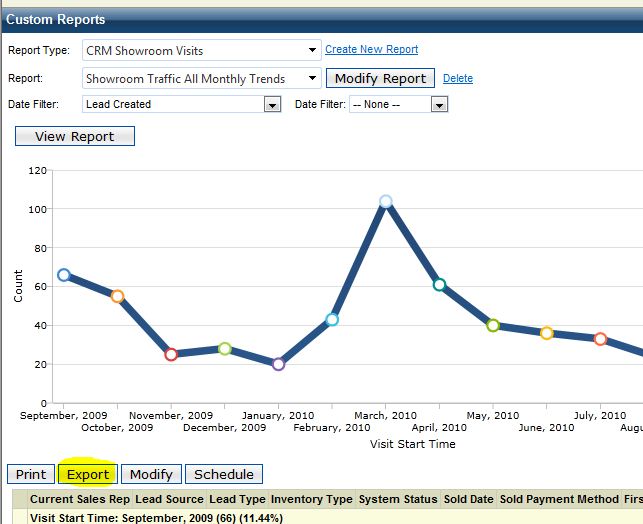 Custom Reports
Report Type: CRM Showroom Visits Create New Report
Report: Showroom Traffic All Monthly Trends Modify Report Delete
Date Filter: Lead Created Date Filter: -- None --
View Report
120
100
80
60
40
20
0
Count
September, 2009 November, 2009 January, 2010 March, 2010 May, 2010 July, 2010
October, 2009 December, 2009 February, 2010 April, 2010 June, 2010 Augu
Visit Start Time
Print Export Modify Schedule
Current Sales Rep Lead Source Lead Type Inventory Type System Status Sold Date Sold Payment Method Firs
Visit Start Time: September, 2009 (66) (11.44%)